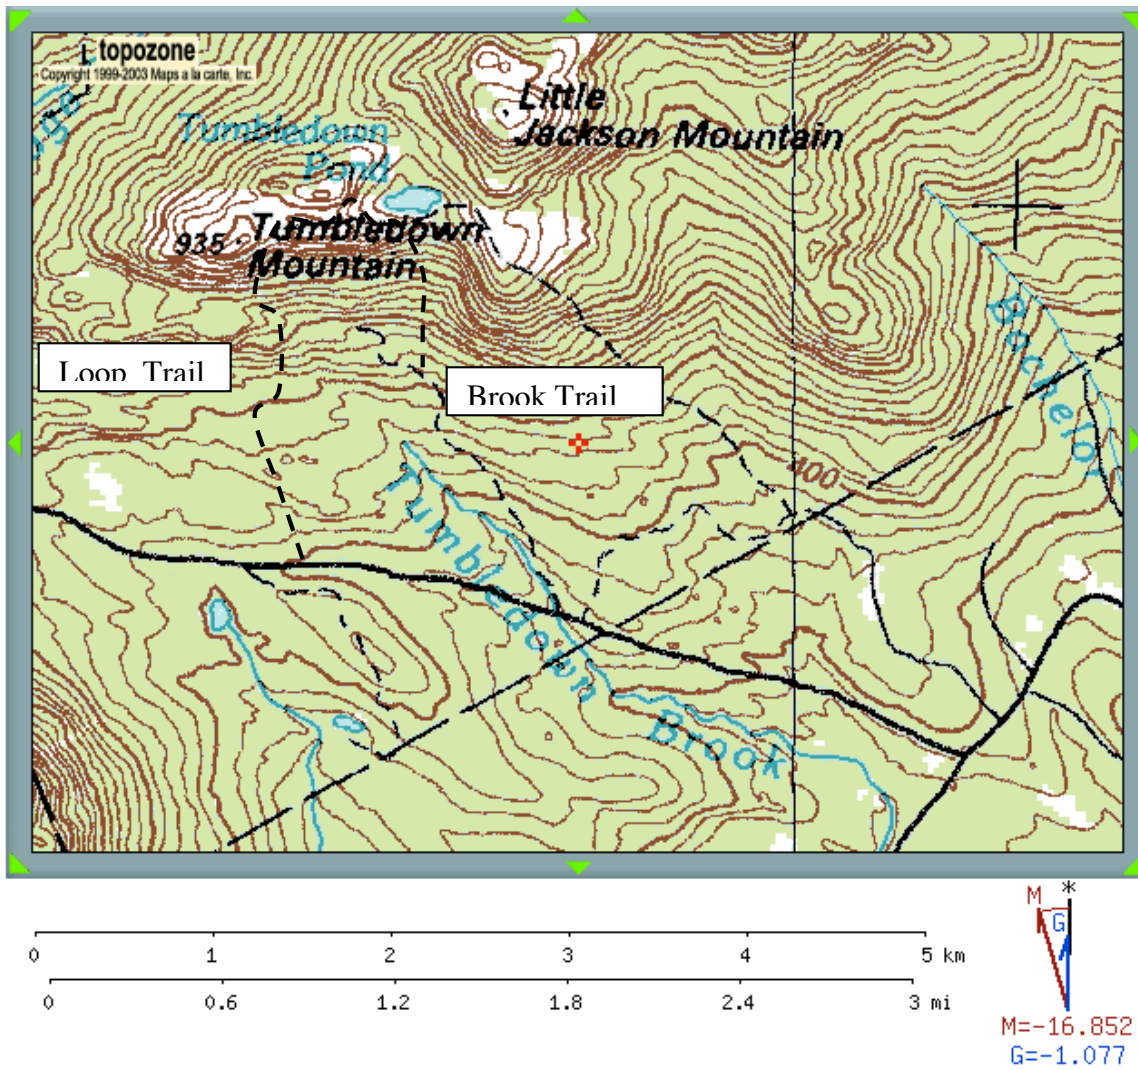 topozone
Copyright 1999-2003 Maps a la carte, Inc.
Little
Jackson Mountain
Tumbledown
Pond
935
Tumbledown
Mountain
Bachelor
Loop Trail
Brook Trail
400
Tumbledown
Brook
0 1 2 3 4 5 km
0 0.6 1.2 1.8 2.4 3 mi
M *
G
M=-16.852
G=-1.077